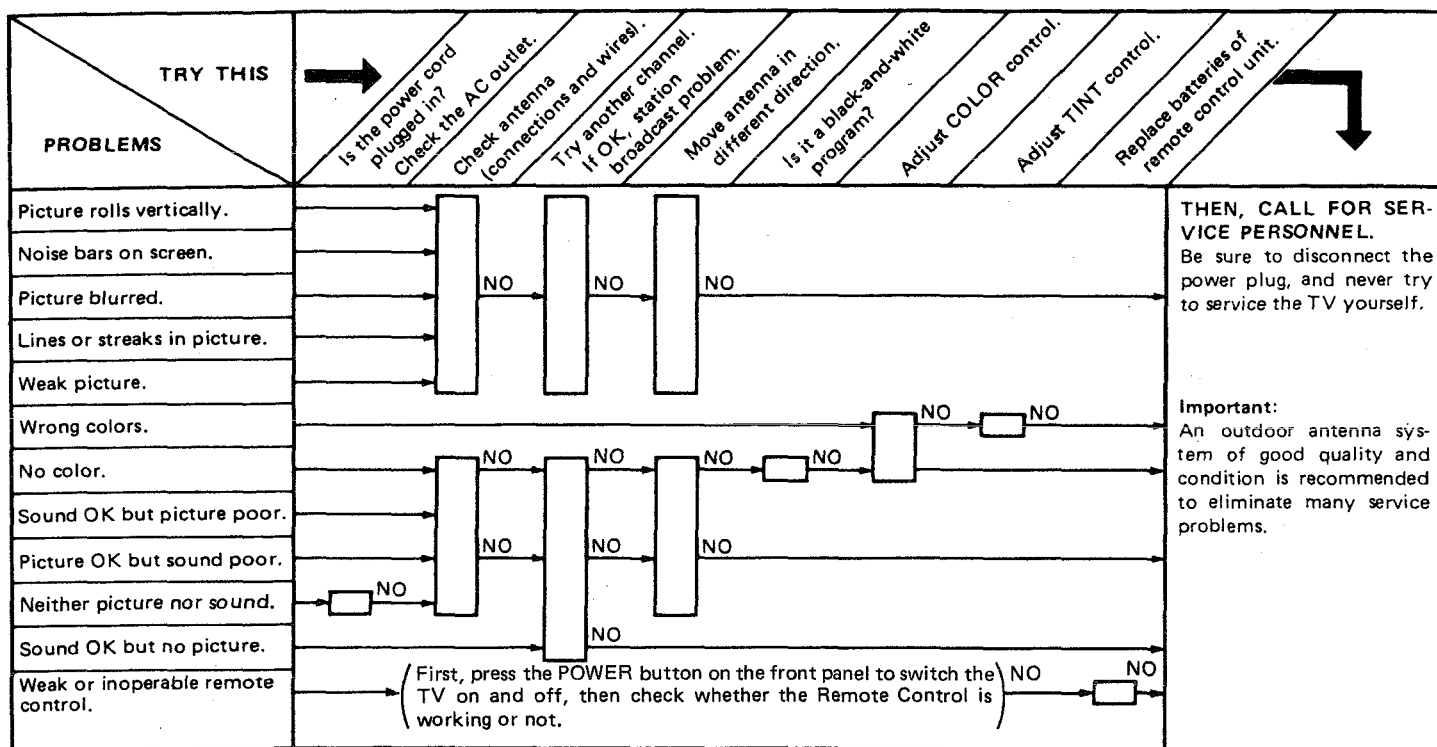 TRY THIS
PROBLEMS
Is the power cord
plugged in?
Check the AC outlet.
Check antenna
(connections and wires).
Try another channel.
If OK, station
broadcast problem.
Move antenna in
different direction.
Is it a black-and-white
program?
Adjust COLOR control.
Adjust TINT control.
Replace batteries of
remote control unit.
Picture rolls vertically.
Noise bars on screen.
Picture blurred.
NO
NO
NO
Lines or streaks in picture.
Weak picture.
Wrong colors.
NO
NO
No color.
NO
NO
NO
NO
Sound OK but picture poor.
Picture OK but sound poor.
NO
NO
NO
Neither picture nor sound.
NO
Sound OK but no picture.
NO
Weak or inoperable remote
control.
(First, press the POWER button on the front panel to switch the
TV on and off, then check whether the Remote Control is
working or not.)
NO
NO
THEN, CALL FOR SER-
VICE PERSONNEL.
Be sure to disconnect the
power plug, and never try
to service the TV yourself.
Important:
An outdoor antenna sys-
tem of good quality and
condition is recommended
to eliminate many service
problems.